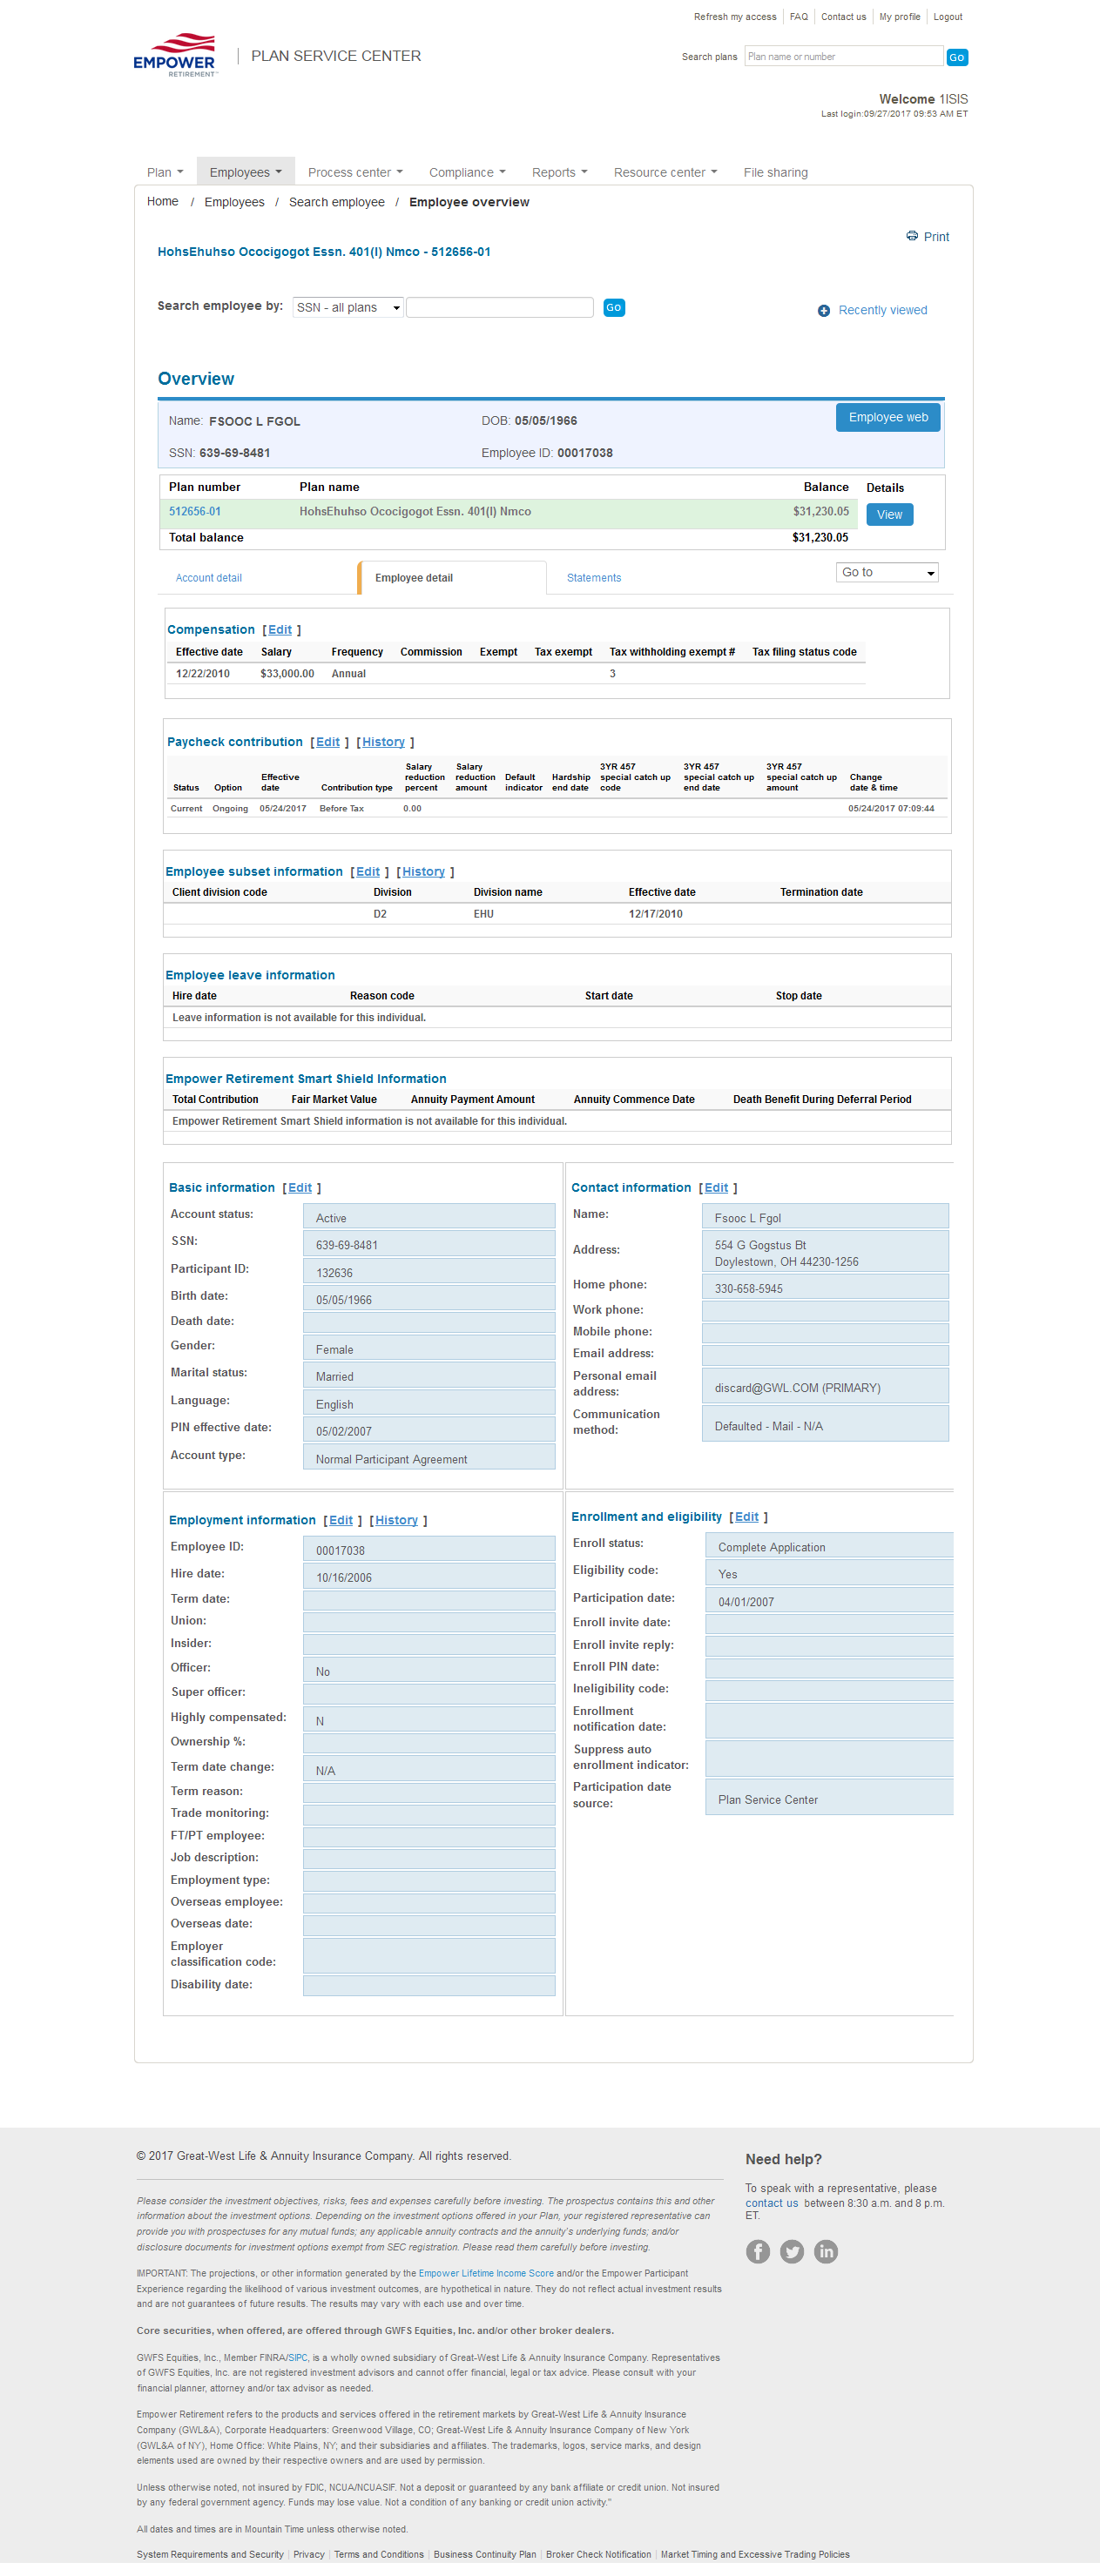 Refresh my access | FAQ | Contact us | My profile | Logout
EMPOWER
RETIREMENT™
PLAN SERVICE CENTER
Search plans Plan name or number GO
Welcome 1ISIS
Last login:09/27/2017 09:53 AM ET
Plan Employees Process center Compliance Reports Resource center File sharing
Home / Employees / Search employee / Employee overview
Print
HohsEhuhso Ococigogot Essn. 401(I) Nmco - 512656-01
Search employee by: SSN - all plans GO
Recently viewed
Overview
Name: FSOOC L FGOL DOB: 05/05/1966 Employee web
SSN: 639-69-8481 Employee ID: 00017038
Plan number Plan name Balance Details
512656-01 HohsEhuhso Ococigogot Essn. 401(I) Nmco $31,230.05 View
Total balance $31,230.05
Account detail Employee detail Statements Go to
Compensation [Edit ]
Effective date Salary Frequency Commission Exempt Tax exempt Tax withholding exempt # Tax filing status code
12/22/2010 $33,000.00 Annual 3
Paycheck contribution [Edit ] [History ]
Status Option Effective date Contribution type Salary reduction percent Salary reduction amount Default indicator Hardship end date 3YR 457 special catch up code 3YR 457 special catch up end date 3YR 457 special catch up amount Change date & time
Current Ongoing 05/24/2017 Before Tax 0.00 05/24/2017 07:09:44
Employee subset information [Edit ] [History ]
Client division code Division Division name Effective date Termination date
D2 EHU 12/17/2010
Employee leave information
Hire date Reason code Start date Stop date
Leave information is not available for this individual.
Empower Retirement Smart Shield Information
Total Contribution Fair Market Value Annuity Payment Amount Annuity Commence Date Death Benefit During Deferral Period
Empower Retirement Smart Shield information is not available for this individual.
Basic information [Edit ]
Account status: Active
SSN: 639-69-8481
Participant ID: 132636
Birth date: 05/05/1966
Death date:
Gender: Female
Marital status: Married
Language: English
PIN effective date: 05/02/2007
Account type: Normal Participant Agreement
Contact information [Edit ]
Name: Fsooc L Fgol
Address: 554 G Gogstus Bt
Doylestown, OH 44230-1256
Home phone: 330-658-5945
Work phone:
Mobile phone:
Email address:
Personal email address: discard@GWL.COM (PRIMARY)
Communication method: Defaulted - Mail - N/A
Employment information [Edit ] [History ]
Employee ID: 00017038
Hire date: 10/16/2006
Term date:
Union:
Insider:
Officer: No
Super officer:
Highly compensated: N
Ownership %:
Term date change: N/A
Term reason:
Trade monitoring:
FT/PT employee:
Job description:
Employment type:
Overseas employee:
Overseas date:
Employer classification code:
Disability date:
Enrollment and eligibility [Edit ]
Enroll status: Complete Application
Eligibility code: Yes
Participation date: 04/01/2007
Enroll invite date:
Enroll invite reply:
Enroll PIN date:
Ineligibility code:
Enrollment notification date:
Suppress auto enrollment indicator:
Participation date source: Plan Service Center
© 2017 Great-West Life & Annuity Insurance Company. All rights reserved.
Please consider the investment objectives, risks, fees and expenses carefully before investing. The prospectus contains this and other
information about the investment options. Depending on the investment options offered in your Plan, your registered representative can
provide you with prospectuses for any mutual funds; any applicable annuity contracts and the annuity's underlying funds; and/or
disclosure documents for investment options exempt from SEC registration. Please read them carefully before investing.
IMPORTANT: The projections, or other information generated by the Empower Lifetime Income Score and/or the Empower Participant
Experience regarding the likelihood of various investment outcomes, are hypothetical in nature. They do not reflect actual investment results
and are not guarantees of future results. The results may vary with each use and over time.
Core securities, when offered, are offered through GWFS Equities, Inc. and/or other broker dealers.
GWFS Equities, Inc., Member FINRA/SIPC, is a wholly owned subsidiary of Great-West Life & Annuity Insurance Company. Representatives
of GWFS Equities, Inc. are not registered investment advisors and cannot offer financial, legal or tax advice. Please consult with your
financial planner, attorney and/or tax advisor as needed.
Empower Retirement refers to the products and services offered in the retirement markets by Great-West Life & Annuity Insurance
Company (GWL&A), Corporate Headquarters: Greenwood Village, CO; Great-West Life & Annuity Insurance Company of New York
(GWL&A of NY), Home Office: White Plains, NY; and their subsidiaries and affiliates. The trademarks, logos, service marks, and design
elements used are owned by their respective owners and are used by permission.
Unless otherwise noted, not insured by FDIC, NCUA/NCUASIF. Not a deposit or guaranteed by any bank affiliate or credit union. Not insured
by any federal government agency. Funds may lose value. Not a condition of any banking or credit union activity."
All dates and times are in Mountain Time unless otherwise noted.
System Requirements and Security | Privacy | Terms and Conditions | Business Continuity Plan | Broker Check Notification | Market Timing and Excessive Trading Policies
Need help?
To speak with a representative, please
contact us between 8:30 a.m. and 8 p.m.
ET.